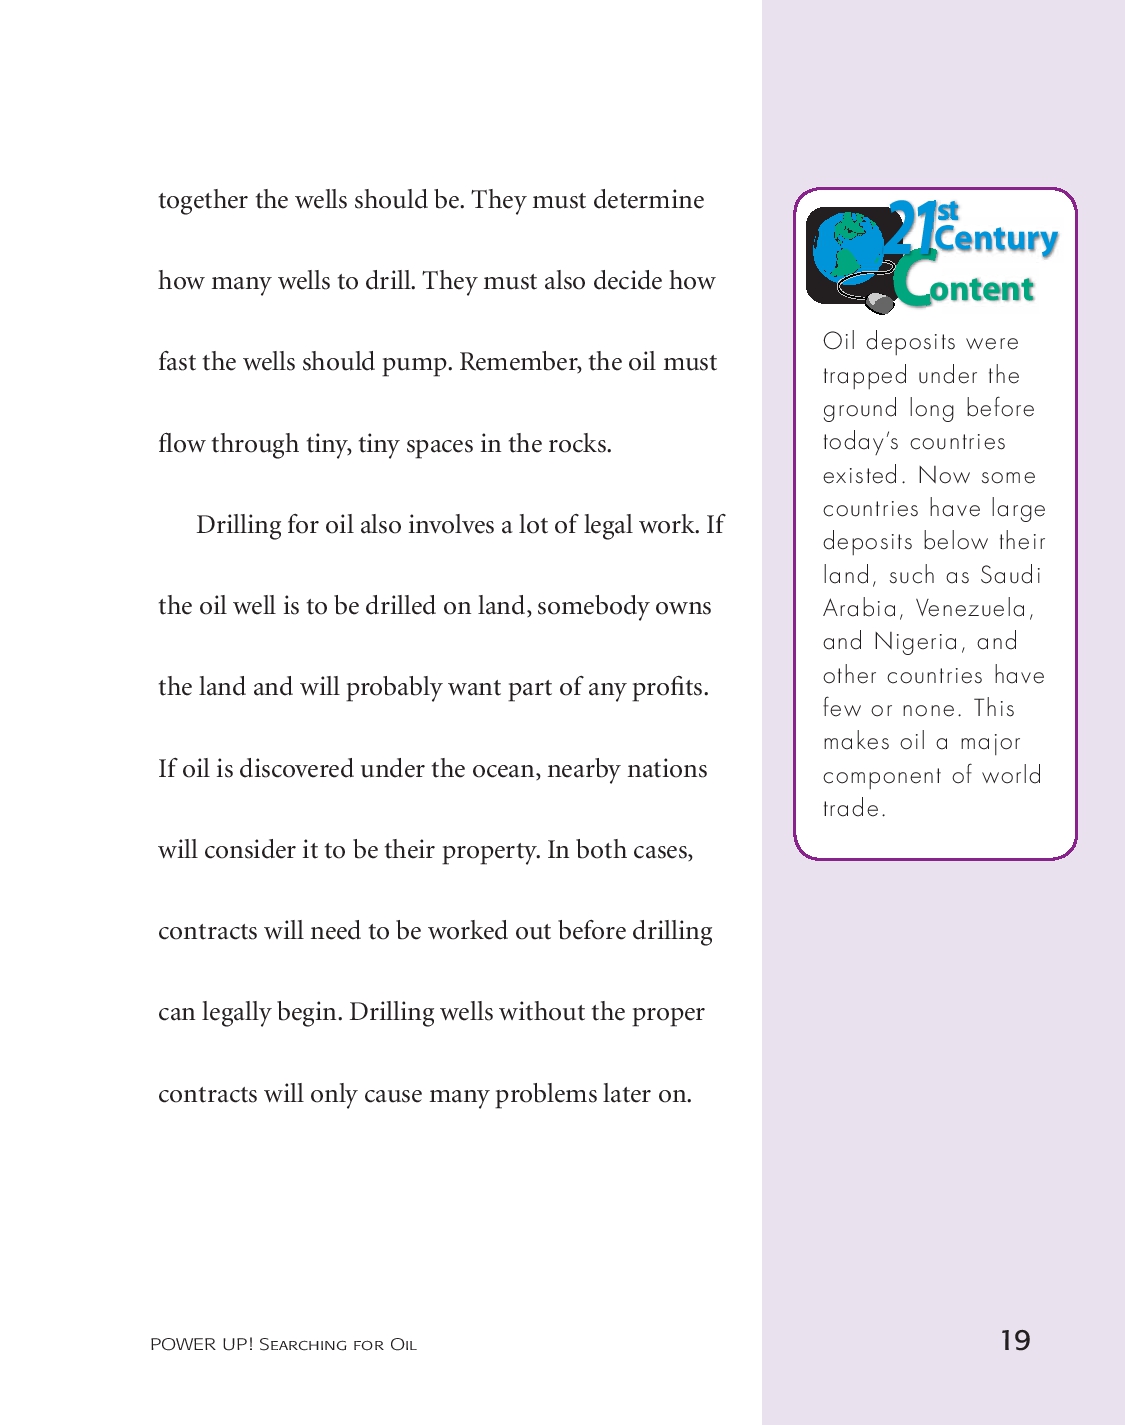 together the wells should be. They must determine
how many wells to drill. They must also decide how
fast the wells should pump. Remember, the oil must
flow through tiny, tiny spaces in the rocks.
Drilling for oil also involves a lot of legal work. If
the oil well is to be drilled on land, somebody owns
the land and will probably want part of any profits.
If oil is discovered under the ocean, nearby nations
will consider it to be their property. In both cases,
contracts will need to be worked out before drilling
can legally begin. Drilling wells without the proper
contracts will only cause many problems later on.
21st
Century
Content
Oil deposits were
trapped under the
ground long before
today’s countries
existed. Now some
countries have large
deposits below their
land, such as Saudi
Arabia, Venezuela,
and Nigeria, and
other countries have
few or none. This
makes oil a major
component of world
trade.
POWER UP! Searching for Oil
19